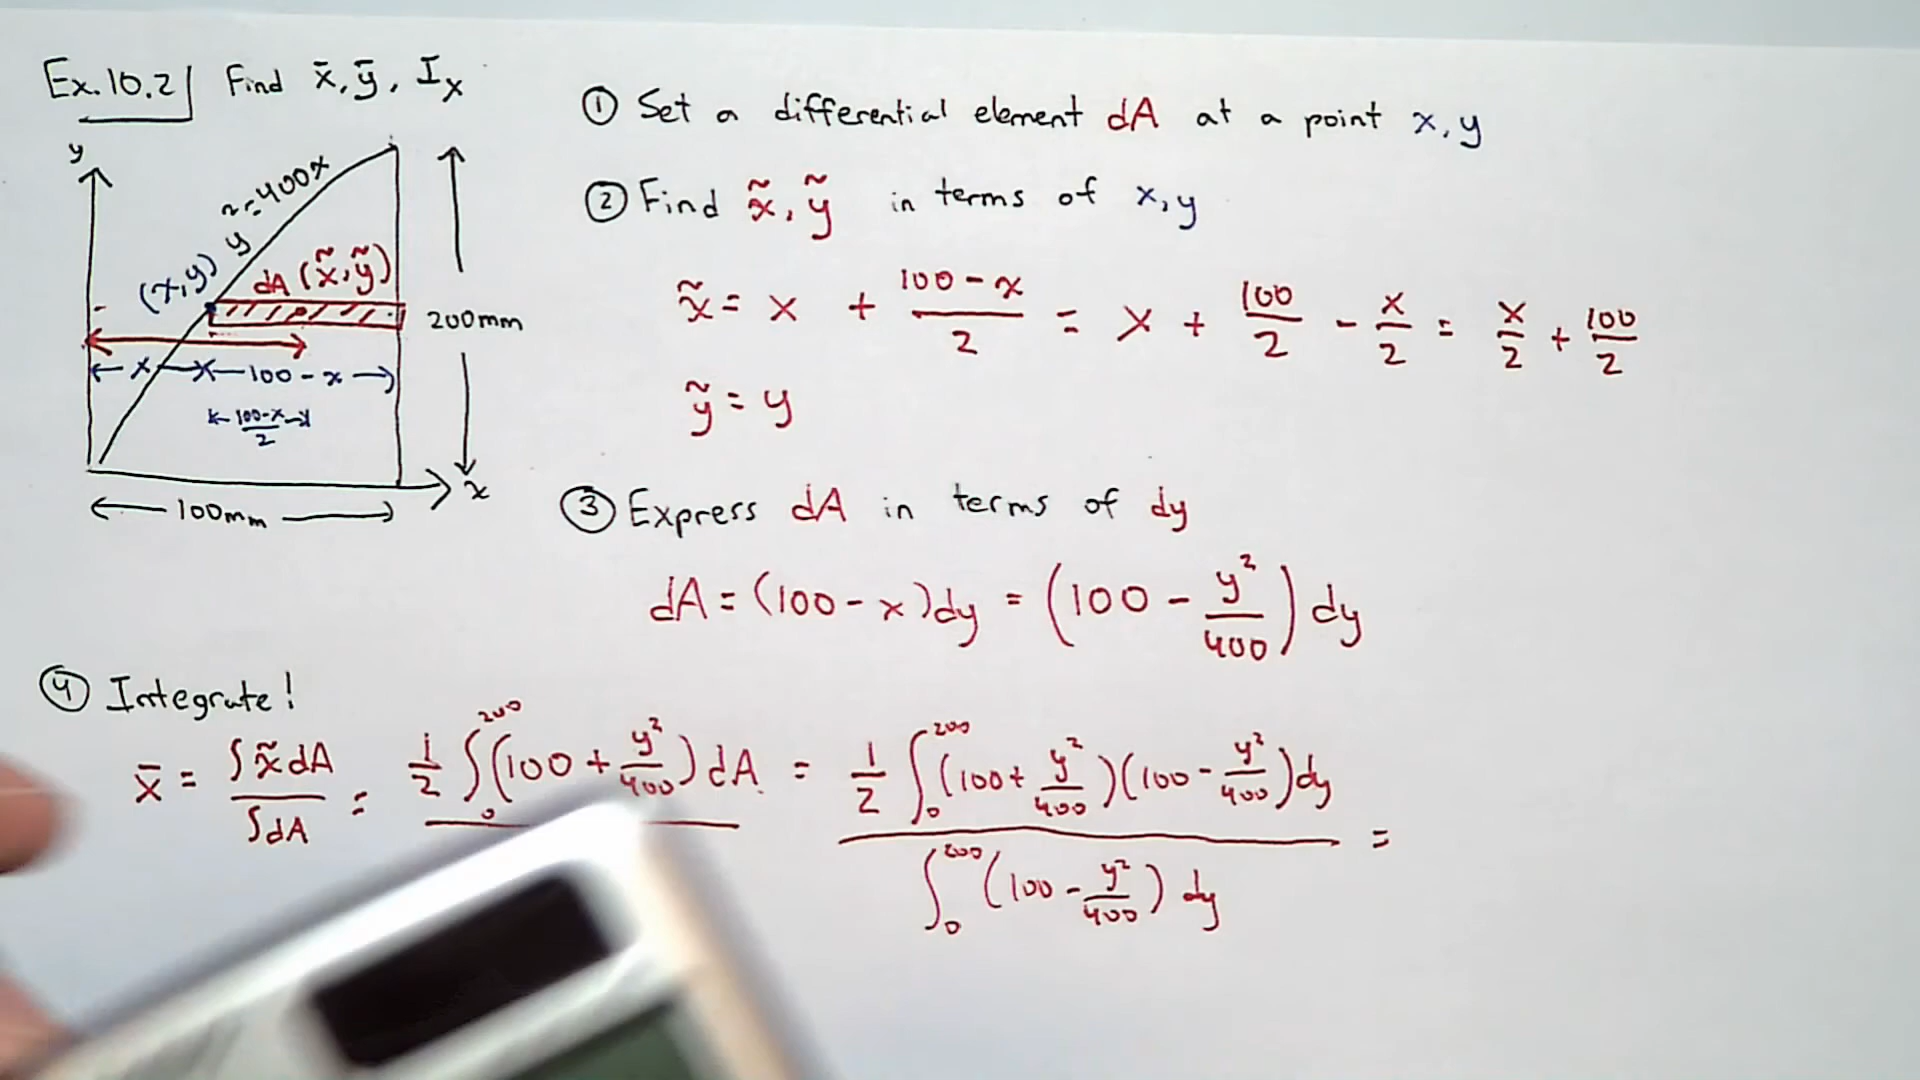 Ex. 10.2 Find x̄, ȳ, Iₓ
y
y² = 400x
(x,y)
dA (x̃,ỹ)
200mm
x
100 - x
(100-x)/2
x
100mm
① Set a differential element dA at a point x, y
② Find x̃, ỹ in terms of x, y
x̃ = x + (100 - x)/2 = x + 100/2 - x/2 = x/2 + 100/2
ỹ = y
③ Express dA in terms of dy
dA = (100 - x)dy = (100 - y²/400) dy
④ Integrate!
x̄ = ∫x̃dA / ∫dA = ½ ∫₀²⁰⁰ (100 + y²/400) dA = ½ ∫₀²⁰⁰ (100 + y²/400)(100 - y²/400)dy / ∫₀²⁰⁰ (100 - y²/400) dy =